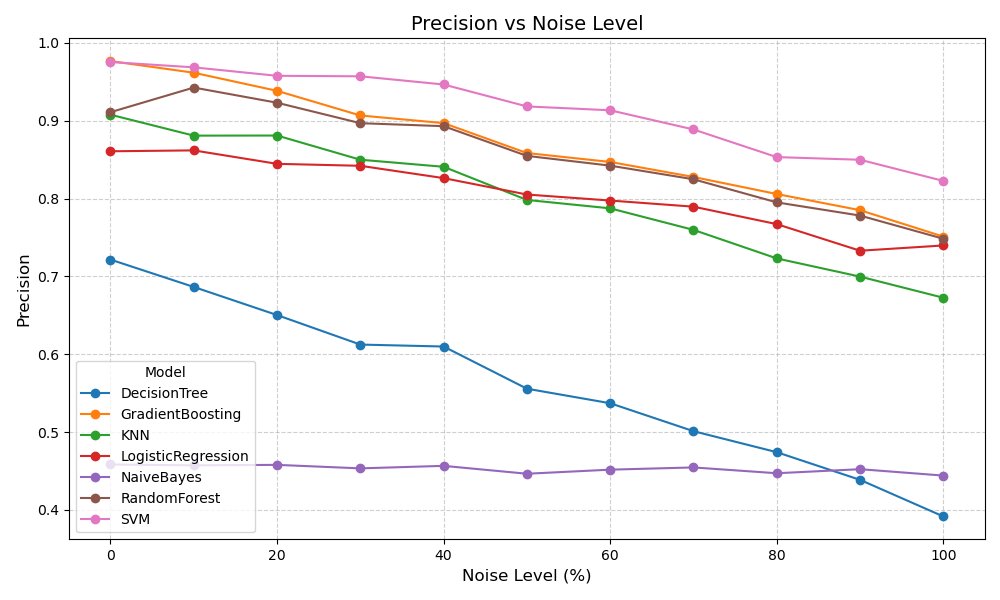 Precision vs Noise Level
Precision
1.0
0.9
0.8
0.7
0.6
0.5
0.4
Model
DecisionTree
GradientBoosting
KNN
LogisticRegression
NaiveBayes
RandomForest
SVM
0 20 40 60 80 100
Noise Level (%)